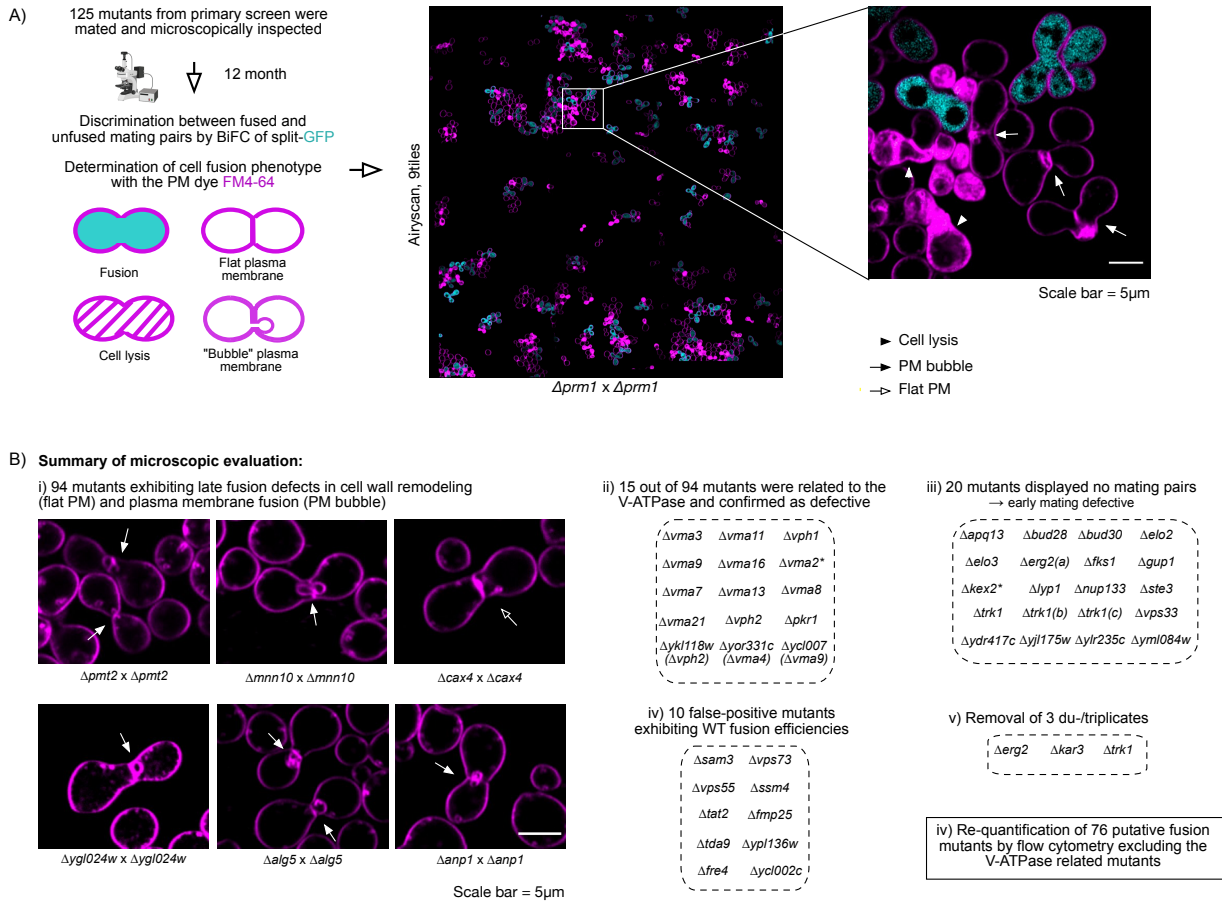 A)
125 mutants from primary screen were
mated and microscopically inspected
12 month
Discrimination between fused and
unfused mating pairs by BiFC of split-GFP
Determination of cell fusion phenotype
with the PM dye FM4-64
Fusion
Flat plasma
membrane
Cell lysis
"Bubble" plasma
membrane
Airyscan, 9tiles
Δprm1 x Δprm1
Scale bar = 5μm
Cell lysis
PM bubble
Flat PM
B) Summary of microscopic evaluation:
i) 94 mutants exhibiting late fusion defects in cell wall remodeling
(flat PM) and plasma membrane fusion (PM bubble)
Δpmt2 x Δpmt2
Δmnn10 x Δmnn10
Δcax4 x Δcax4
Δygl024w x Δygl024w
Δalg5 x Δalg5
Δanp1 x Δanp1
Scale bar = 5μm
ii) 15 out of 94 mutants were related to the
V-ATPase and confirmed as defective
Δvma3 Δvma11 Δvph1
Δvma9 Δvma16 Δvma2*
Δvma7 Δvma13 Δvma8
Δvma21 Δvph2 Δpkr1
Δykl118w Δyor331c Δycl007
(Δvph2) (Δvma4) (Δvma9)
iii) 20 mutants displayed no mating pairs
→ early mating defective
Δapq13 Δbud28 Δbud30 Δelo2
Δelo3 Δerg2(a) Δfks1 Δgup1
Δkex2* Δlyp1 Δnup133 Δste3
Δtrk1 Δtrk1(b) Δtrk1(c) Δvps33
Δydr417c Δyjl175w Δylr235c Δyml084w
iv) 10 false-positive mutants
exhibiting WT fusion efficiencies
Δsam3 Δvps73
Δvps55 Δssm4
Δtat2 Δfmp25
Δtda9 Δypl136w
Δfre4 Δycl002c
v) Removal of 3 du-/triplicates
Δerg2 Δkar3 Δtrk1
iv) Re-quantification of 76 putative fusion
mutants by flow cytometry excluding the
V-ATPase related mutants